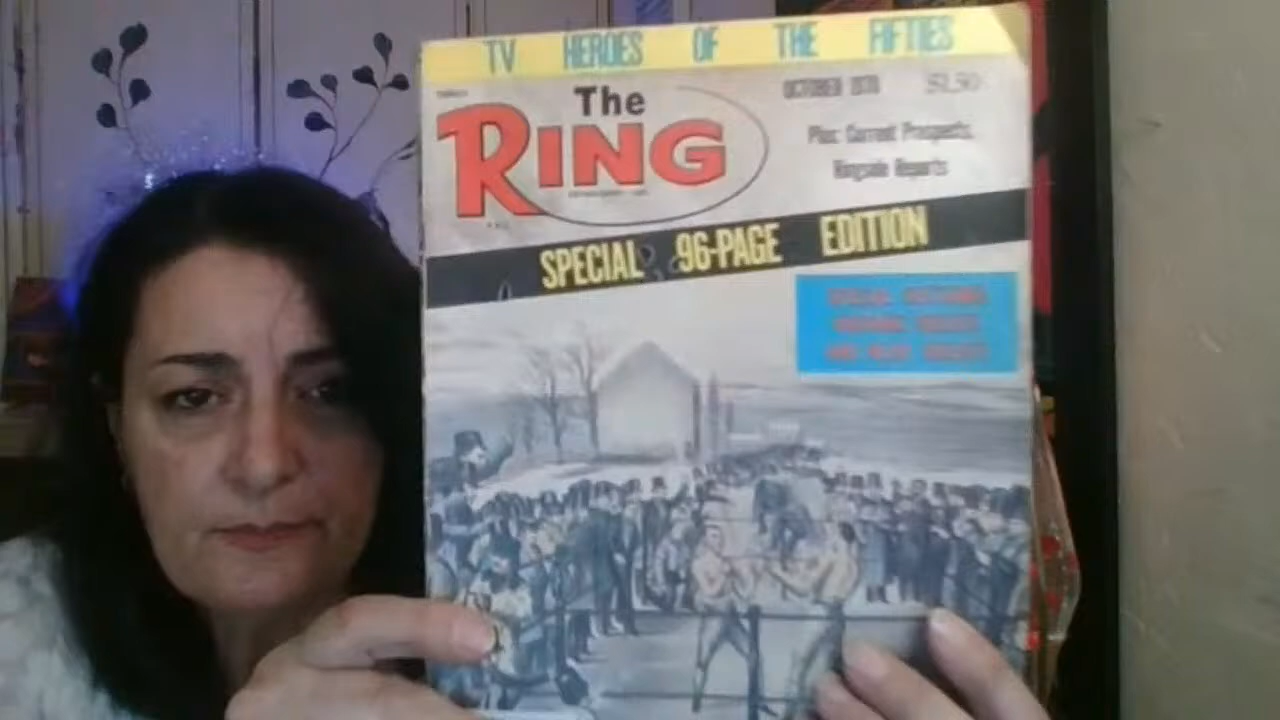 TV HEROES OF THE FIFTIES
The
RING
OCTOBER
$1.50
Plus: Current Prospects,
Ringside Reports
SPECIAL 96-PAGE EDITION